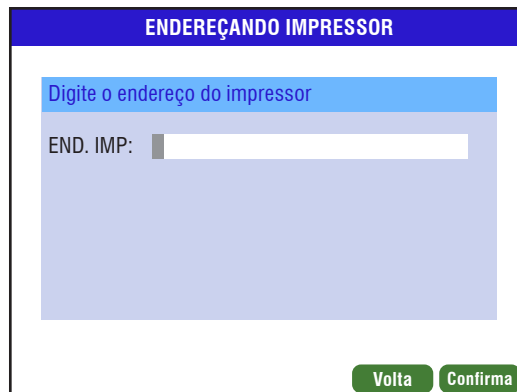 ENDEREÇANDO IMPRESSOR
Digite o endereço do impressor
END. IMP:
Volta Confirma